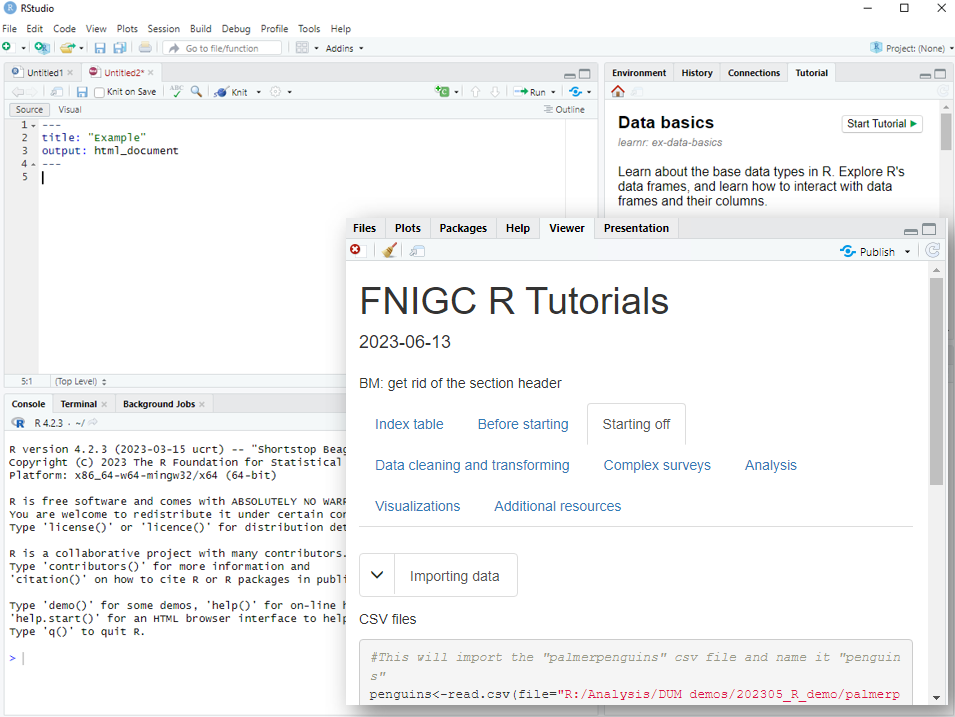 RStudio
File Edit Code View Plots Session Build Debug Profile Tools Help
Go to file/function Addins Project: (None)
Untitled1 Untitled2*
Knit on Save ABC Knit Run
Source Visual Outline
1 ---
2 title: "Example"
3 output: html_document
4 ---
5
5:1 (Top Level)
Console Terminal Background Jobs
R 4.2.3 · ~/
R version 4.2.3 (2023-03-15 ucrt) -- "Shortstop Beag
Copyright (C) 2023 The R Foundation for Statistical
Platform: x86_64-w64-mingw32/x64 (64-bit)
R is free software and comes with ABSOLUTELY NO WARR
You are welcome to redistribute it under certain con
Type 'license()' or 'licence()' for distribution det
R is a collaborative project with many contributors.
Type 'contributors()' for more information and
'citation()' on how to cite R or R packages in publi
Type 'demo()' for some demos, 'help()' for on-line h
'help.start()' for an HTML browser interface to help
Type 'q()' to quit R.
>
Environment History Connections Tutorial
Data basics Start Tutorial
learnr: ex-data-basics
Learn about the base data types in R. Explore R's
data frames, and learn how to interact with data
frames and their columns.
Files Plots Packages Help Viewer Presentation
Publish
FNIGC R Tutorials
2023-06-13
BM: get rid of the section header
Index table Before starting Starting off
Data cleaning and transforming Complex surveys Analysis
Visualizations Additional resources
Importing data
CSV files
#This will import the "palmerpenguins" csv file and name it "penguin
s"
penguins<-read.csv(file="R:/Analysis/DUM demos/202305_R_demo/palmerp